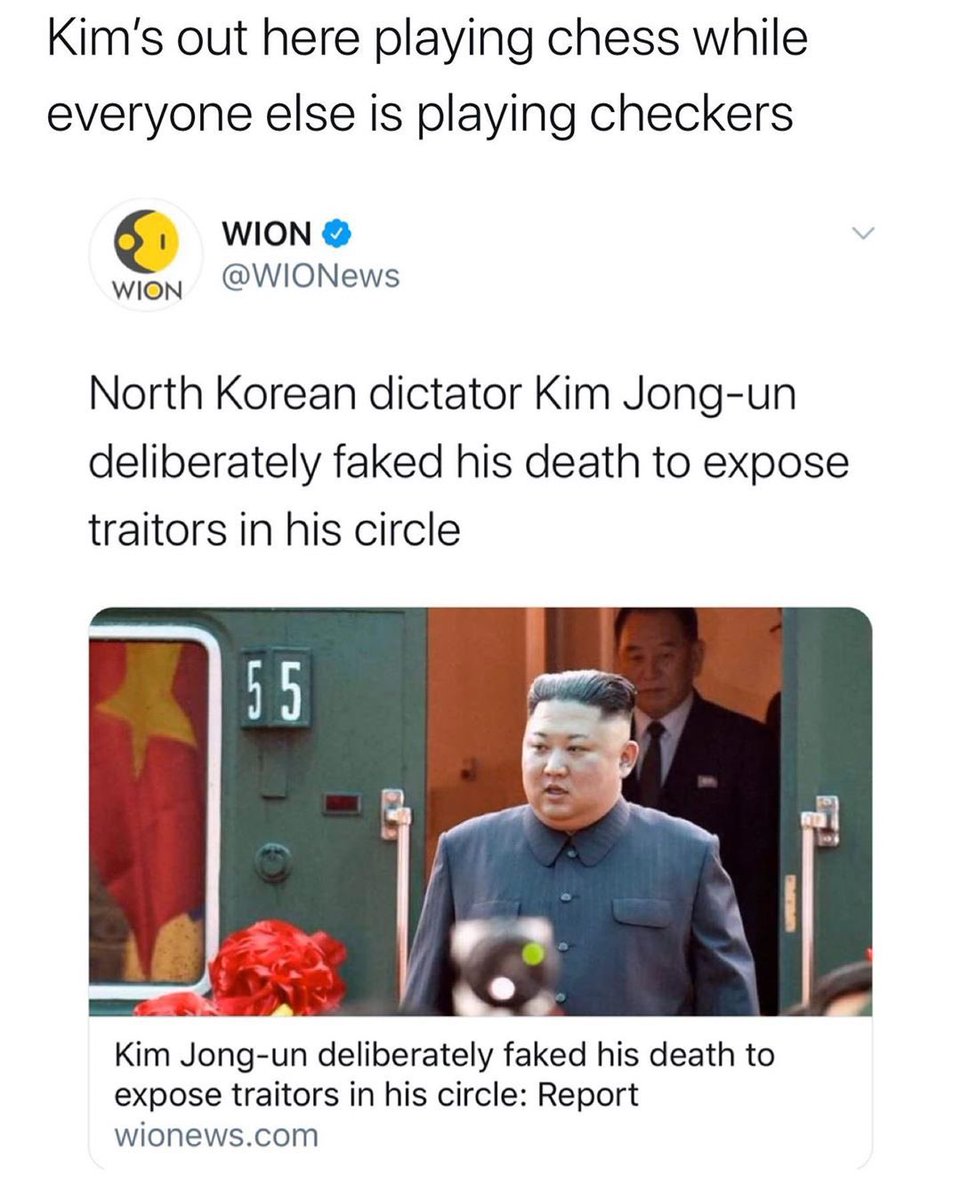 Kim's out here playing chess while
everyone else is playing checkers
WION
WION
@WIONews
North Korean dictator Kim Jong-un
deliberately faked his death to expose
traitors in his circle
55
Kim Jong-un deliberately faked his death to
expose traitors in his circle: Report
wionews.com